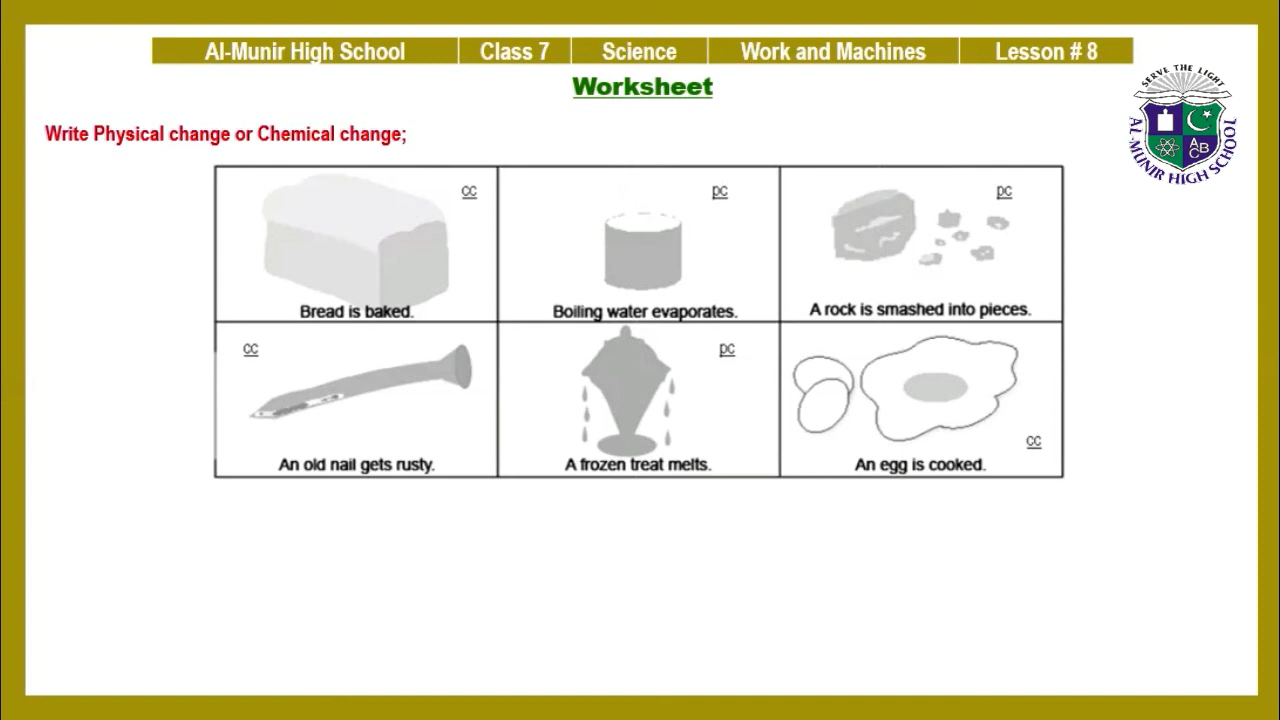 Al-Munir High School Class 7 Science Work and Machines Lesson # 8
Worksheet
SERVE THE LIGHT
AL-MUNIR HIGH SCHOOL
A B C
Write Physical change or Chemical change;
cc
Bread is baked.
pc
Boiling water evaporates.
pc
A rock is smashed into pieces.
cc
An old nail gets rusty.
pc
A frozen treat melts.
cc
An egg is cooked.